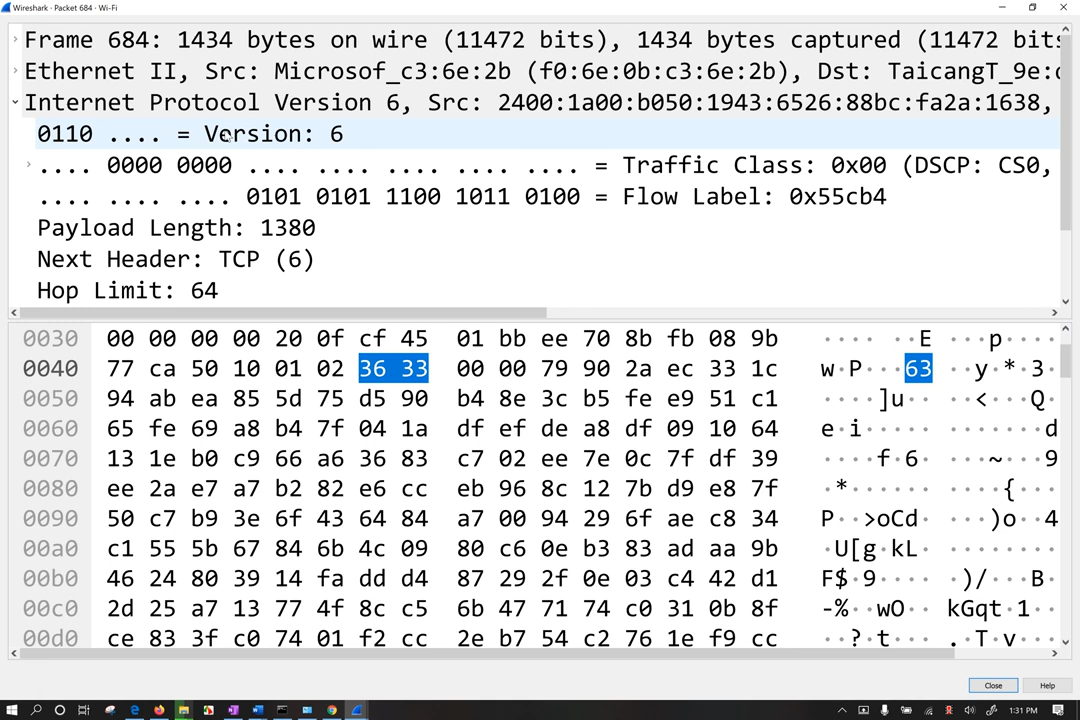 Wireshark · Packet 684 · Wi-Fi
Frame 684: 1434 bytes on wire (11472 bits), 1434 bytes captured (11472 bits
Ethernet II, Src: Microsof_c3:6e:2b (f0:6e:0b:c3:6e:2b), Dst: TaicangT_9e:c
Internet Protocol Version 6, Src: 2400:1a00:b050:1943:6526:88bc:fa2a:1638,
0110 .... = Version: 6
.... 0000 0000 .... .... .... .... .... = Traffic Class: 0x00 (DSCP: CS0,
.... .... .... 0101 0101 1100 1011 0100 = Flow Label: 0x55cb4
Payload Length: 1380
Next Header: TCP (6)
Hop Limit: 64
0030 00 00 00 00 20 0f cf 45 01 bb ee 70 8b fb 08 9b ···· ··E ···p····
0040 77 ca 50 10 01 02 36 33 00 00 79 90 2a ec 33 1c w·P···63 ··y·*·3·
0050 94 ab ea 85 5d 75 d5 90 b4 8e 3c b5 fe e9 51 c1 ····]u·· ··<···Q·
0060 65 fe 69 a8 b4 7f 04 1a df ef de a8 df 09 10 64 e·i····· ·······d
0070 13 1e b0 c9 66 a6 36 83 c7 02 ee 7e 0c 7f df 39 ····f·6· ···~···9
0080 ee 2a e7 a7 b2 82 e6 cc eb 96 8c 12 7b d9 e8 7f ·*······ ····{···
0090 50 c7 b9 3e 6f 43 64 84 a7 00 94 29 6f ae c8 34 P··>oCd· ···)o··4
00a0 c1 55 5b 67 84 6b 4c 09 80 c6 0e b3 83 ad aa 9b ·U[g·kL· ········
00b0 46 24 80 39 14 fa dd d4 87 29 2f 0e 03 c4 42 d1 F$·9···· ·)/···B·
00c0 2d 25 a7 13 77 4f 8c c5 6b 47 71 74 c0 31 0b 8f -%··wO·· kGqt·1··
00d0 ce 83 3f c0 74 01 f2 cc 2e b7 54 c2 76 1e f9 cc ··?·t··· .·T·v···
Close Help
1:31 PM